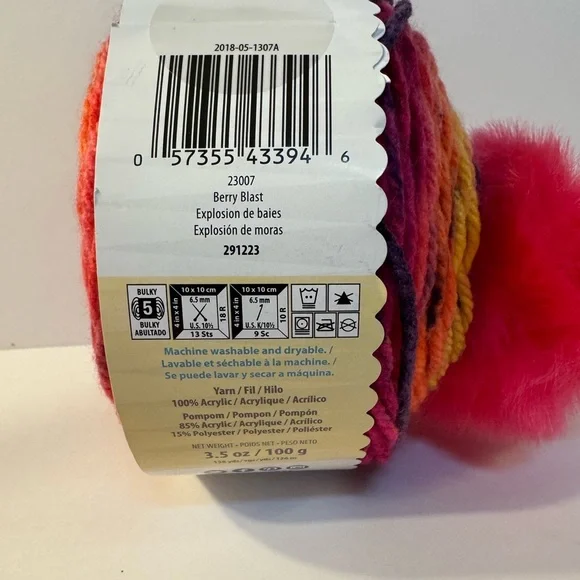 2018-05-1307A
0 57355 43394 6
23007
Berry Blast
Explosion de baies
Explosión de moras
291223
BULKY
5
BULKY
ABULTADO
10 x 10 cm
4 in x 4 in
6.5 mm
U.S. 10½
18 R
13 Sts
10 x 10 cm
4 in x 4 in
6.5 mm
U.S. K/10½
10 R
9 Sc
Machine washable and dryable. /
Lavable et séchable à la machine. /
Se puede lavar y secar a máquina.
Yarn / Fil / Hilo
100% Acrylic / Acrylique / Acrílico
Pompom / Pompon / Pompón
85% Acrylic / Acrylique / Acrílico
15% Polyester / Polyester / Poliéster
NET WEIGHT • POIDS NET • PESO NETO
3.5 oz / 100 g